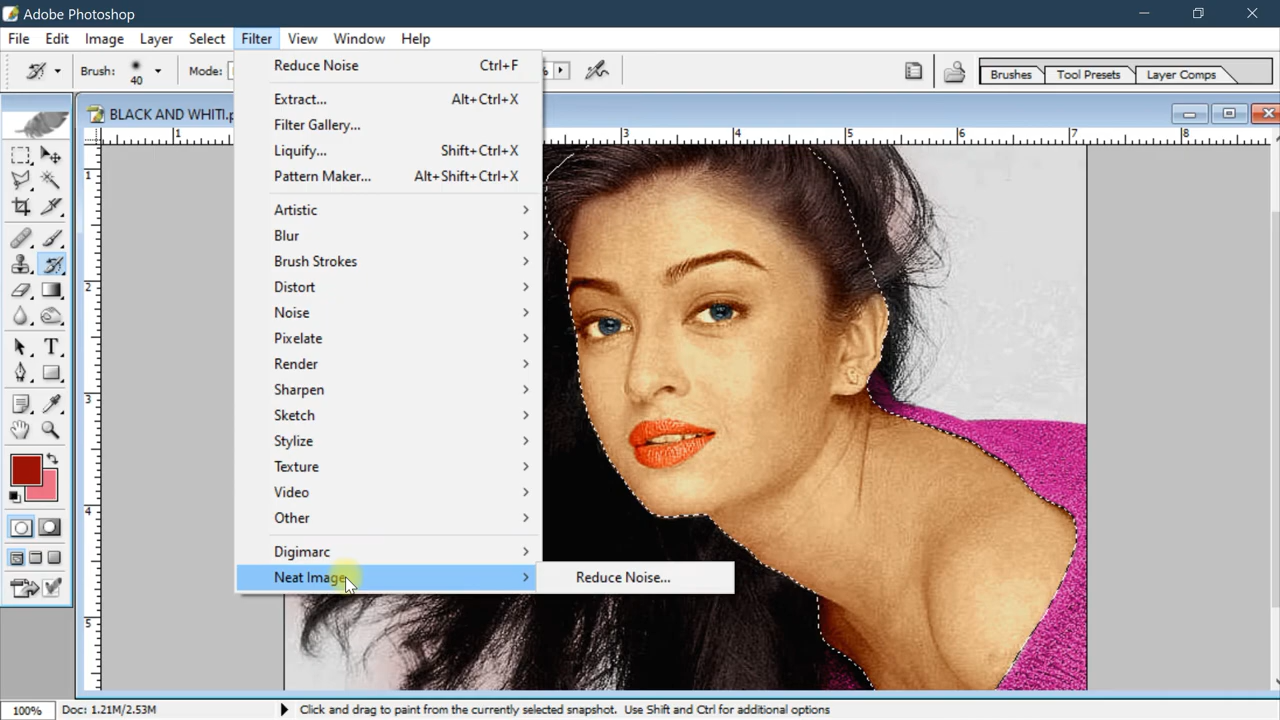 Adobe Photoshop
File Edit Image Layer Select Filter View Window Help
Brush: 40 Mode: %
Brushes Tool Presets Layer Comps
BLACK AND WHITI.p
1 3 4 5 6 7 8
Reduce Noise Ctrl+F
Extract... Alt+Ctrl+X
Filter Gallery...
Liquify... Shift+Ctrl+X
Pattern Maker... Alt+Shift+Ctrl+X
Artistic
Blur
Brush Strokes
Distort
Noise
Pixelate
Render
Sharpen
Sketch
Stylize
Texture
Video
Other
Digimarc
Neat Image
Reduce Noise...
1
2
3
4
5
100% Doc: 1.21M/2.53M Click and drag to paint from the currently selected snapshot. Use Shift and Ctrl for additional options